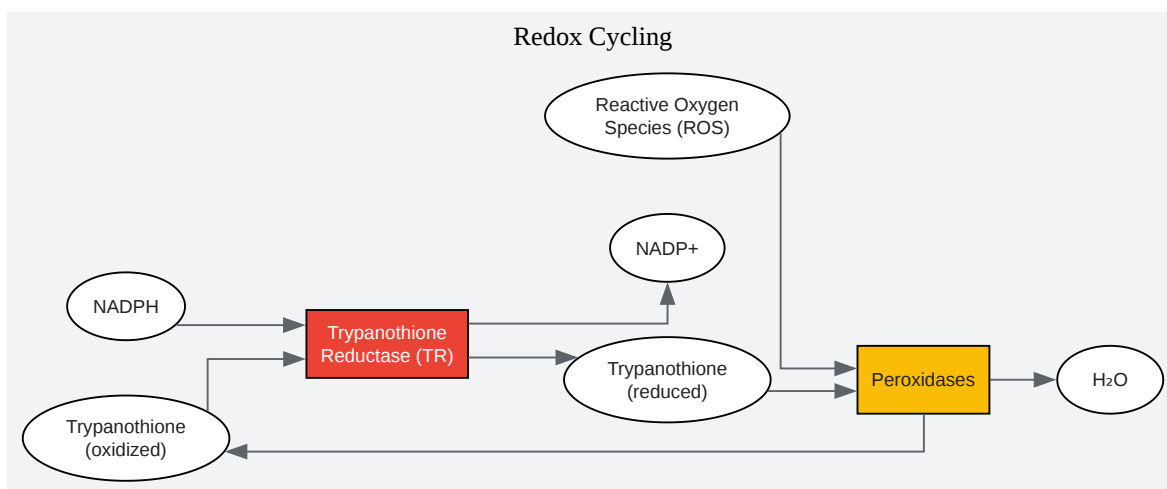 Redox Cycling
Reactive Oxygen
Species (ROS)
NADP+
NADPH
Trypanothione
Reductase (TR)
Trypanothione
(reduced)
Peroxidases
H₂O
Trypanothione
(oxidized)